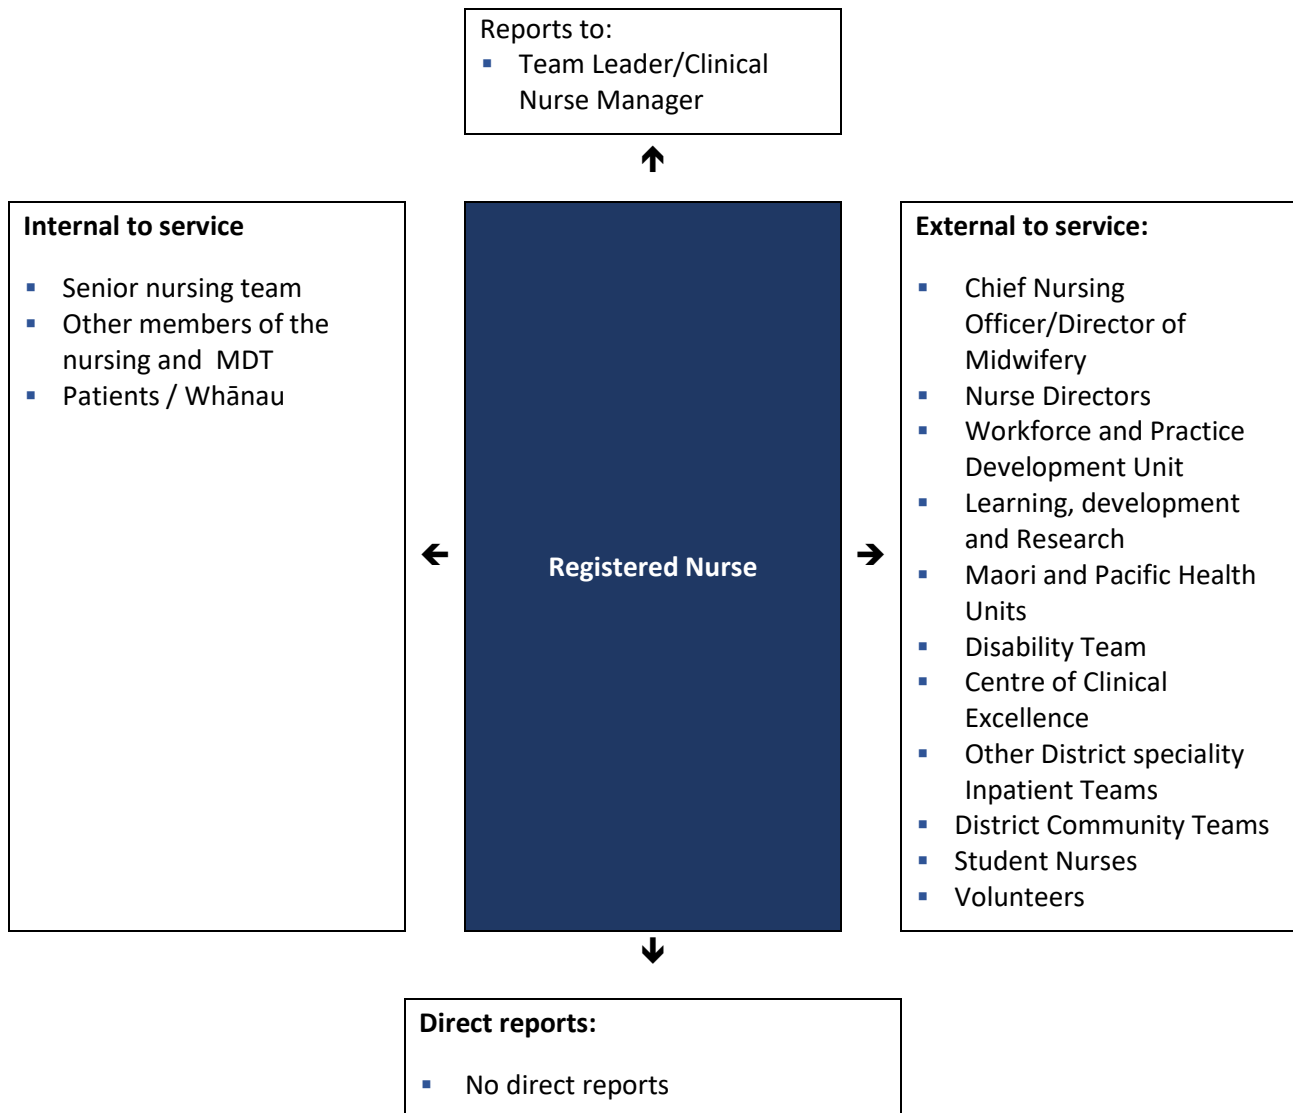 Reports to:
▪ Team Leader/Clinical
Nurse Manager
Internal to service
▪ Senior nursing team
▪ Other members of the
nursing and  MDT
▪ Patients / Whānau
Registered Nurse
External to service:
▪ Chief Nursing
Officer/Director of
Midwifery
▪ Nurse Directors
▪ Workforce and Practice
Development Unit
▪ Learning, development
and Research
▪ Maori and Pacific Health
Units
▪ Disability Team
▪ Centre of Clinical
Excellence
▪ Other District speciality
Inpatient Teams
▪ District Community Teams
▪ Student Nurses
▪ Volunteers
Direct reports:
▪ No direct reports